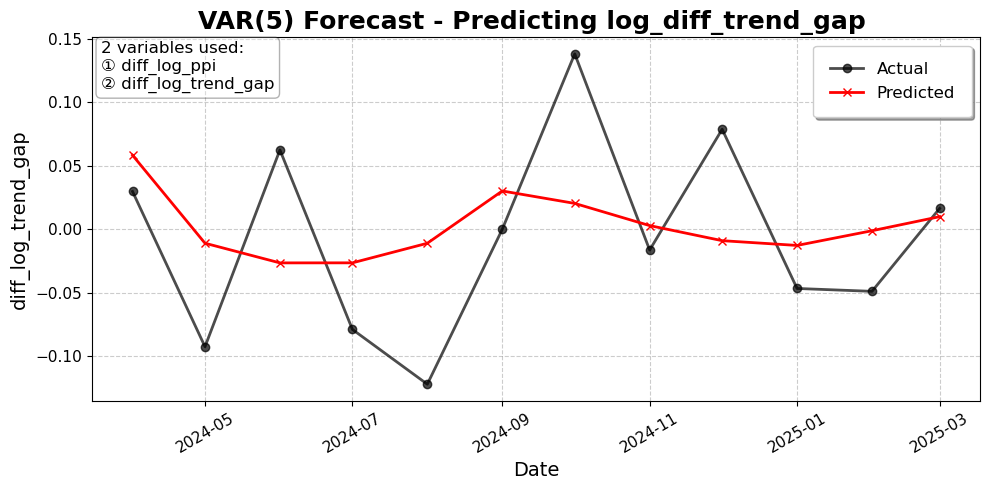 VAR(5) Forecast - Predicting log_diff_trend_gap
2 variables used:
① diff_log_ppi
② diff_log_trend_gap
Actual
Predicted
diff_log_trend_gap
0.15
0.10
0.05
0.00
−0.05
−0.10
2024-05
2024-07
2024-09
2024-11
2025-01
2025-03
Date